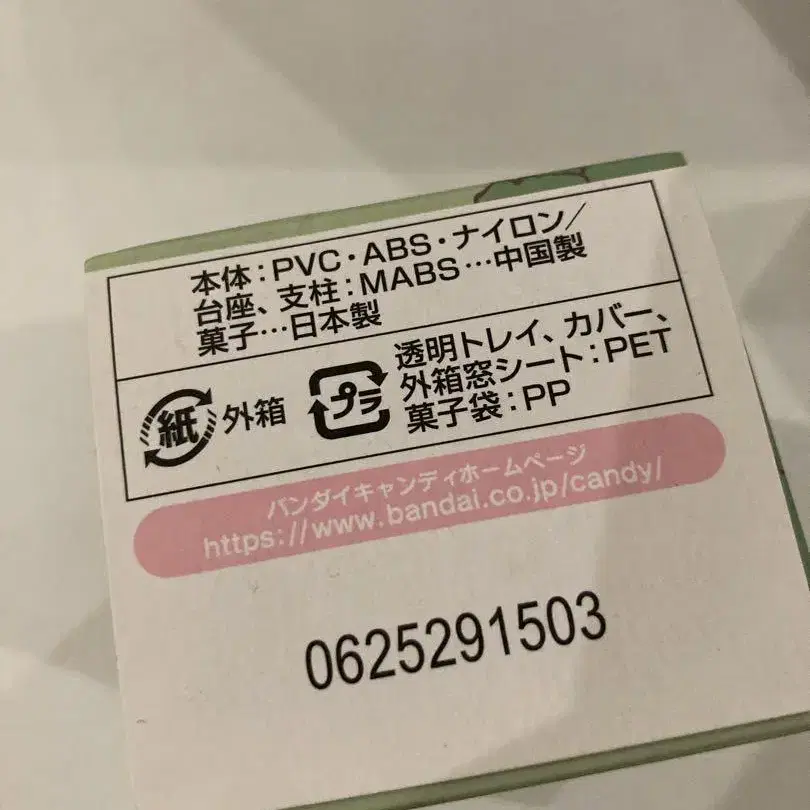 本体：PVC・ABS・ナイロン／
台座、支柱：MABS…中国製
菓子…日本製
紙 外箱
プラ 透明トレイ、カバー、
外箱窓シート：PET
菓子袋：PP
バンダイキャンディホームページ
https://www.bandai.co.jp/candy/
0625291503